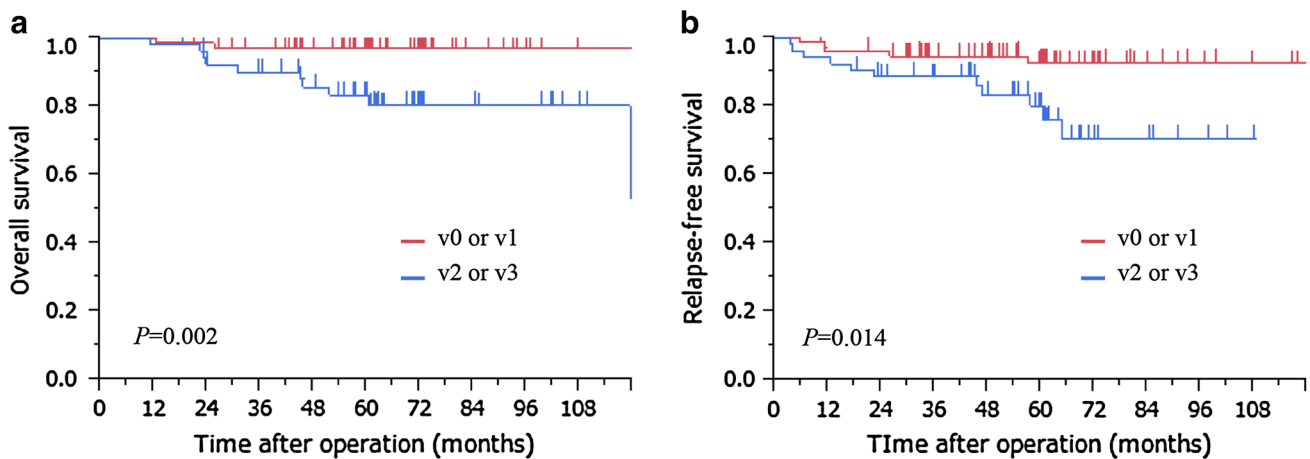 a
1.0
0.8
0.6
0.4
0.2
0.0
Overall survival
v0 or v1
v2 or v3
P=0.002
0 12 24 36 48 60 72 84 96 108
Time after operation (months)
b
1.0
0.8
0.6
0.4
0.2
0.0
Relapse-free survival
v0 or v1
v2 or v3
P=0.014
0 12 24 36 48 60 72 84 96 108
TIme after operation (months)